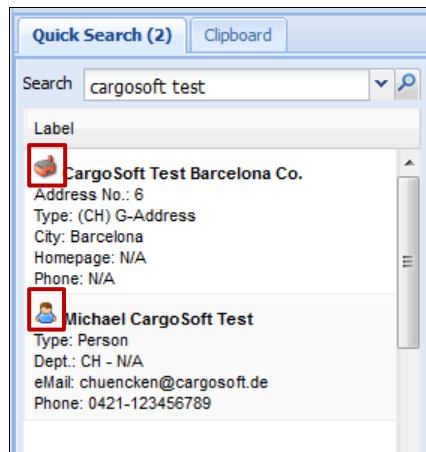 Quick Search (2) Clipboard
Search cargosoft test
Label
CargoSoft Test Barcelona Co.
Address No.: 6
Type: (CH) G-Address
City: Barcelona
Homepage: N/A
Phone: N/A
Michael CargoSoft Test
Type: Person
Dept.: CH - N/A
eMail: chuencken@cargosoft.de
Phone: 0421-123456789